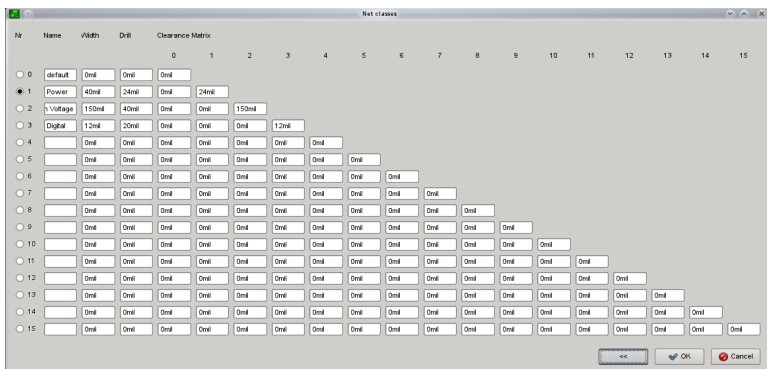 Net classes
Nr Name Width Drill Clearance Matrix
0 1 2 3 4 5 6 7 8 9 10 11 12 13 14 15
0 default 0mil 0mil 0mil
1 Power 40mil 24mil 0mil 24mil
2 Voltage 150mil 40mil 0mil 0mil 150mil
3 Digital 12mil 20mil 0mil 0mil 0mil 12mil
4 0mil 0mil 0mil 0mil 0mil 0mil 0mil
5 0mil 0mil 0mil 0mil 0mil 0mil 0mil 0mil
6 0mil 0mil 0mil 0mil 0mil 0mil 0mil 0mil 0mil
7 0mil 0mil 0mil 0mil 0mil 0mil 0mil 0mil 0mil 0mil
8 0mil 0mil 0mil 0mil 0mil 0mil 0mil 0mil 0mil 0mil 0mil
9 0mil 0mil 0mil 0mil 0mil 0mil 0mil 0mil 0mil 0mil 0mil 0mil
10 0mil 0mil 0mil 0mil 0mil 0mil 0mil 0mil 0mil 0mil 0mil 0mil 0mil
11 0mil 0mil 0mil 0mil 0mil 0mil 0mil 0mil 0mil 0mil 0mil 0mil 0mil 0mil
12 0mil 0mil 0mil 0mil 0mil 0mil 0mil 0mil 0mil 0mil 0mil 0mil 0mil 0mil 0mil
13 0mil 0mil 0mil 0mil 0mil 0mil 0mil 0mil 0mil 0mil 0mil 0mil 0mil 0mil 0mil 0mil
14 0mil 0mil 0mil 0mil 0mil 0mil 0mil 0mil 0mil 0mil 0mil 0mil 0mil 0mil 0mil 0mil 0mil
15 0mil 0mil 0mil 0mil 0mil 0mil 0mil 0mil 0mil 0mil 0mil 0mil 0mil 0mil 0mil 0mil 0mil 0mil
<< OK Cancel